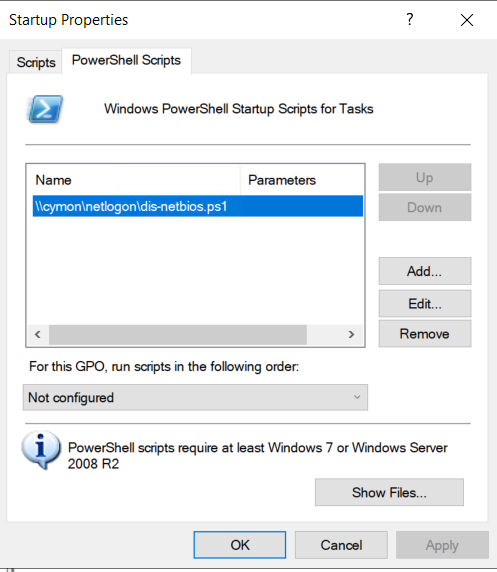 Startup Properties
?
Scripts
PowerShell Scripts
Windows PowerShell Startup Scripts for Tasks
Name
Parameters
Up
\\cymon\netlogon\dis-netbios.ps1
Down
Add...
Edit...
Remove
For this GPO, run scripts in the following order:
Not configured
PowerShell scripts require at least Windows 7 or Windows Server
2008 R2
Show Files...
OK
Cancel
Apply